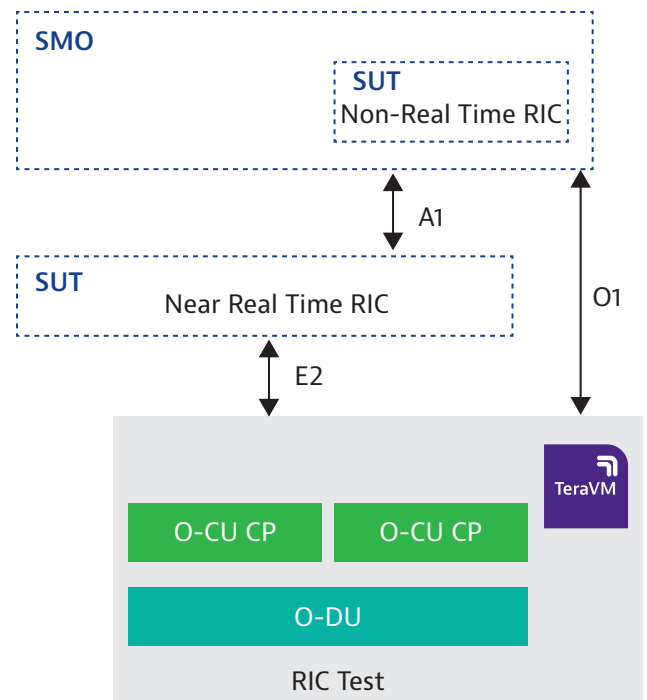 SMO
SUT
Non-Real Time RIC
A1
O1
SUT
Near Real Time RIC
E2
TeraVM
O-CU CP
O-CU CP
O-DU
RIC Test